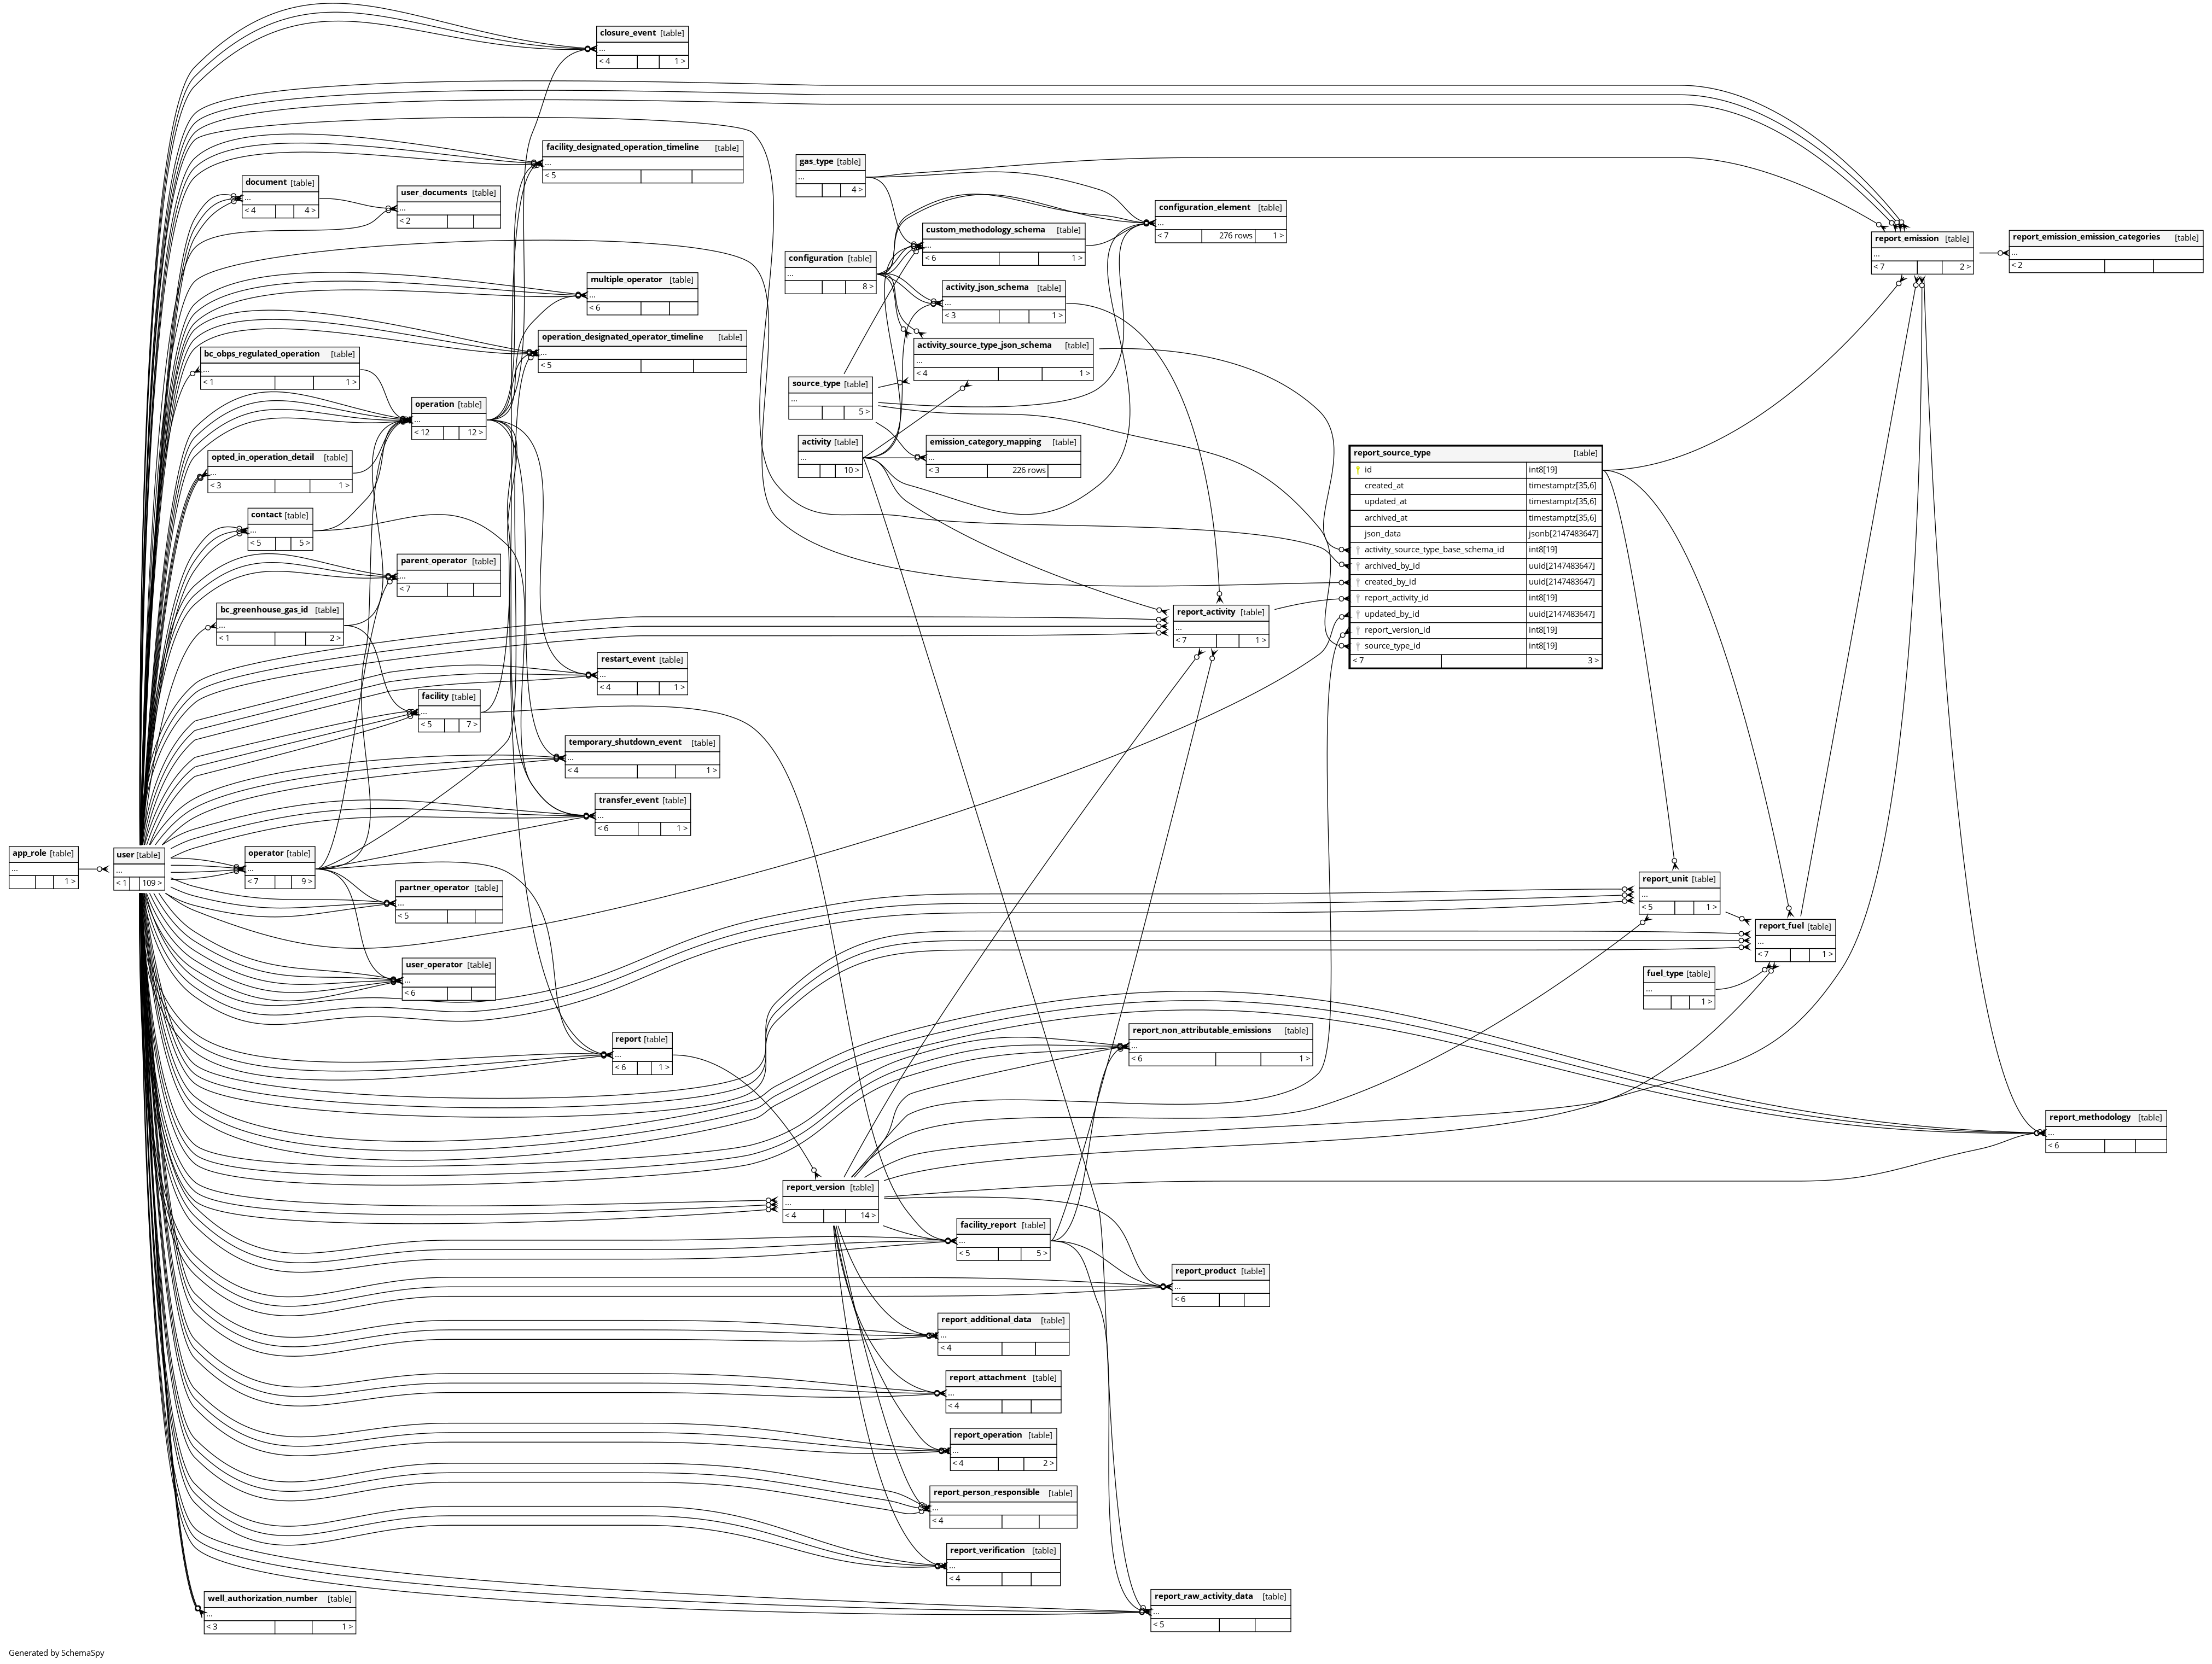 closure_event [table]
...
< 4 1 >
facility_designated_operation_timeline [table]
...
< 5
gas_type [table]
...
4 >
document [table]
...
< 4 4 >
user_documents [table]
...
< 2
configuration_element [table]
...
< 7 276 rows 1 >
custom_methodology_schema [table]
...
< 6 1 >
report_emission [table]
...
< 7 2 >
report_emission_emission_categories [table]
...
< 2
configuration [table]
...
8 >
multiple_operator [table]
...
< 6
activity_json_schema [table]
...
< 3 1 >
operation_designated_operator_timeline [table]
...
< 5
activity_source_type_json_schema [table]
...
< 4 1 >
bc_obps_regulated_operation [table]
...
< 1 1 >
source_type [table]
...
5 >
operation [table]
...
< 12 12 >
activity [table]
...
10 >
emission_category_mapping [table]
...
< 3 226 rows
opted_in_operation_detail [table]
...
< 3 1 >
report_source_type [table]
id int8[19]
created_at timestamptz[35,6]
updated_at timestamptz[35,6]
archived_at timestamptz[35,6]
json_data jsonb[2147483647]
activity_source_type_base_schema_id int8[19]
archived_by_id uuid[2147483647]
created_by_id uuid[2147483647]
report_activity_id int8[19]
updated_by_id uuid[2147483647]
report_version_id int8[19]
source_type_id int8[19]
< 7 3 >
contact [table]
...
< 5 5 >
parent_operator [table]
...
< 7
bc_greenhouse_gas_id [table]
...
< 1 2 >
report_activity [table]
...
< 7 1 >
restart_event [table]
...
< 4 1 >
facility [table]
...
< 5 7 >
temporary_shutdown_event [table]
...
< 4 1 >
transfer_event [table]
...
< 6 1 >
app_role [table]
...
1 >
user [table]
...
< 1 109 >
operator [table]
...
< 7 9 >
partner_operator [table]
...
< 5
report_unit [table]
...
< 5 1 >
report_fuel [table]
...
< 7 1 >
user_operator [table]
...
< 6
fuel_type [table]
...
1 >
report [table]
...
< 6 1 >
report_non_attributable_emissions [table]
...
< 6 1 >
report_methodology [table]
...
< 6
report_version [table]
...
< 4 14 >
facility_report [table]
...
< 5 5 >
report_product [table]
...
< 6
report_additional_data [table]
...
< 4
report_attachment [table]
...
< 4
report_operation [table]
...
< 4 2 >
report_person_responsible [table]
...
< 4
report_verification [table]
...
< 4
well_authorization_number [table]
...
< 3 1 >
report_raw_activity_data [table]
...
< 5
Generated by SchemaSpy